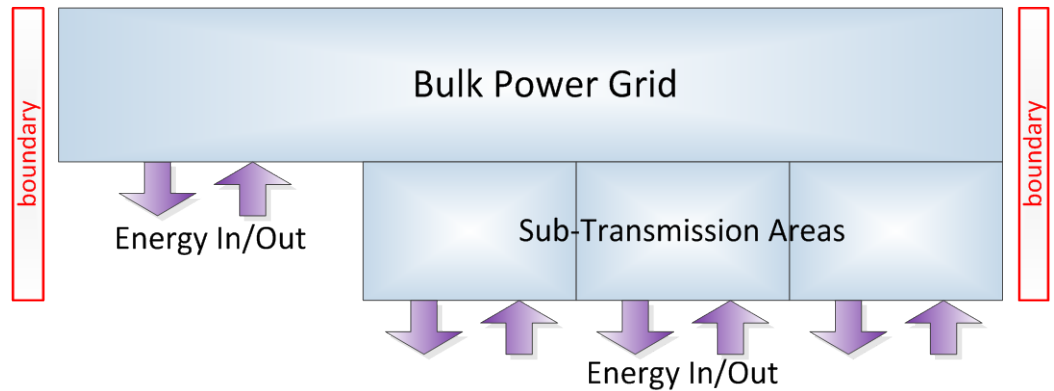 boundary
Bulk Power Grid
boundary
Energy In/Out
Sub-Transmission Areas
Energy In/Out